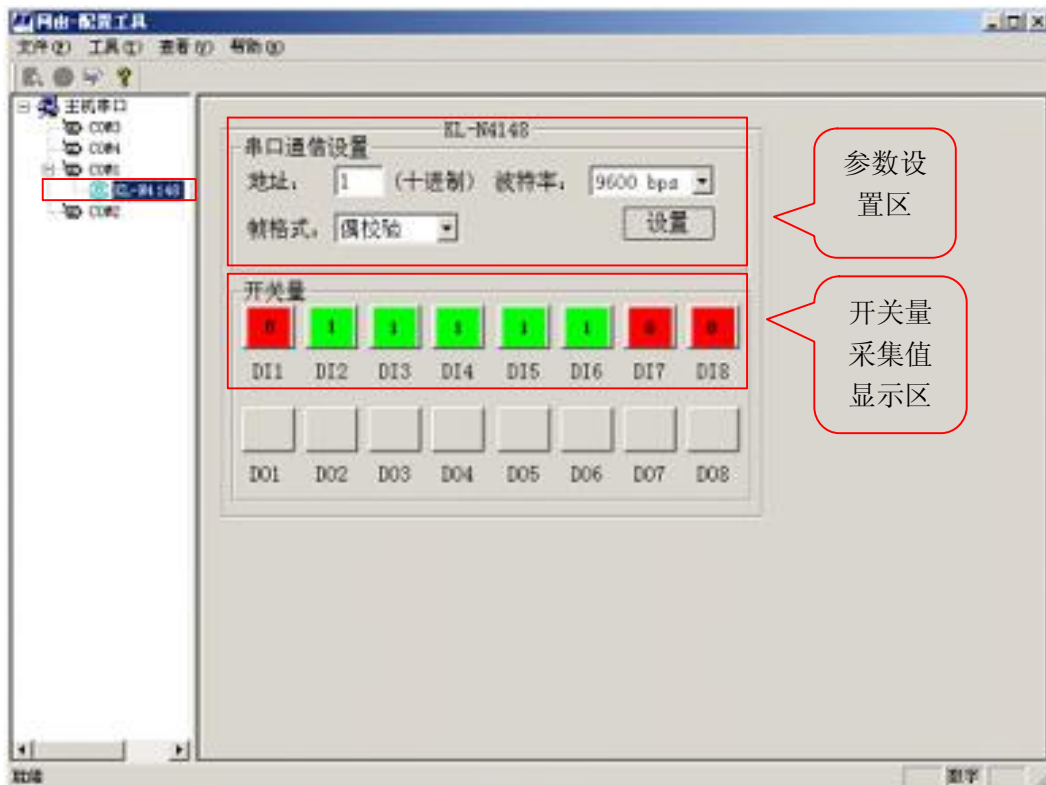 配置工具
文件(F) 工具(T) 查看(V) 帮助(H)
主机串口
COM3
COM4
COM1
KL-N4148
COM2
KL-N4148
串口通信设置
地址: 1 (十进制) 波特率: 9600 bps
帧格式: 偶校验 设置
开关量
0 1 1 1 1 1 0 0
DI1 DI2 DI3 DI4 DI5 DI6 DI7 DI8
DO1 DO2 DO3 DO4 DO5 DO6 DO7 DO8
参数设
置区
开关量
采集值
显示区
就绪
数字